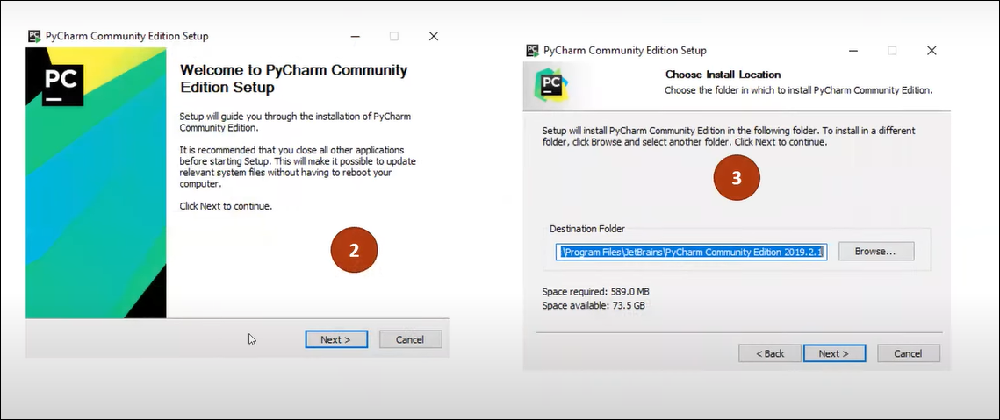 PyCharm Community Edition Setup
PC
Welcome to PyCharm Community
Edition Setup
Setup will guide you through the installation of PyCharm
Community Edition.
It is recommended that you close all other applications
before starting Setup. This will make it possible to update
relevant system files without having to reboot your
computer.
Click Next to continue.
2
Next >
Cancel
PyCharm Community Edition Setup
PC
Choose Install Location
Choose the folder in which to install PyCharm Community Edition.
Setup will install PyCharm Community Edition in the following folder. To install in a different
folder, click Browse and select another folder. Click Next to continue.
3
Destination Folder
\Program Files\JetBrains\PyCharm Community Edition 2019.2.1
Browse...
Space required: 589.0 MB
Space available: 73.5 GB
< Back
Next >
Cancel